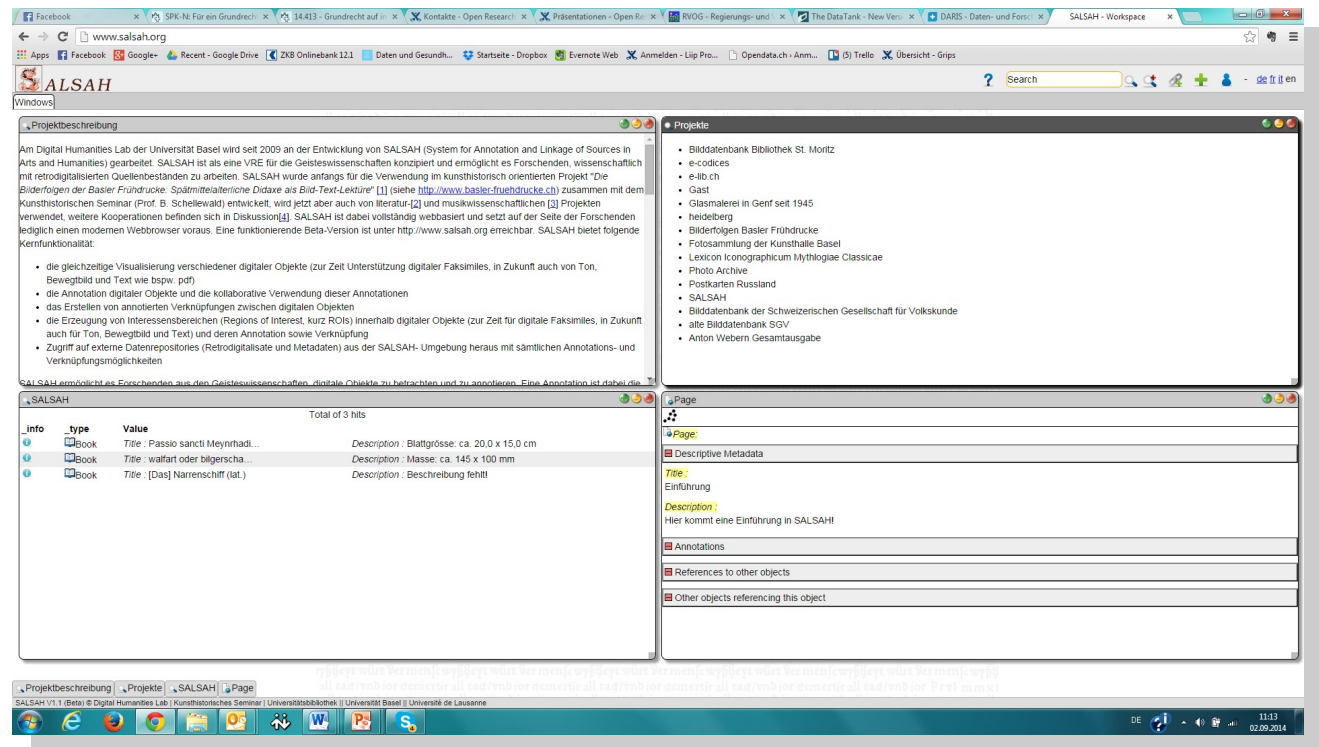 Facebook
SPK-N: Für ein Grundrech
14.413 - Grundrecht auf in
Kontakte - Open Research
Präsentationen - Open Re
RVOG - Regierungs- und
The DataTank - New Vers
DARIS - Daten- und Forsc
SALSAH - Workspace
www.salsah.org
Apps Facebook Google+ Recent - Google Drive ZKB Onlinebank 12.1 Daten und Gesundh... Startseite - Dropbox Evernote Web Anmelden - Liip Pro... Opendata.ch › Anm... (5) Trello Übersicht - Grips
SALSAH
? Search - de fr it en
Windows
Projektbeschreibung
Am Digital Humanities Lab der Universität Basel wird seit 2009 an der Entwicklung von SALSAH (System for Annotation and Linkage of Sources in
Arts and Humanities) gearbeitet. SALSAH ist als eine VRE für die Geisteswissenschaften konzipiert und ermöglicht es Forschenden, wissenschaftlich
mit retrodigitalisierten Quellenbeständen zu arbeiten. SALSAH wurde anfangs für die Verwendung im kunsthistorisch orientierten Projekt "Die
Bilderfolgen der Basler Frühdrucke: Spätmittelalterliche Didaxe als Bild-Text-Lektüre" [1] (siehe http://www.basler-fruehdrucke.ch) zusammen mit dem
Kunsthistorischen Seminar (Prof. B. Schellewald) entwickelt, wird jetzt aber auch von literatur-[2] und musikwissenschaftlichen [3] Projekten
verwendet, weitere Kooperationen befinden sich in Diskussion[4]. SALSAH ist dabei vollständig webbasiert und setzt auf der Seite der Forschenden
lediglich einen modernen Webbrowser voraus. Eine funktionierende Beta-Version ist unter http://www.salsah.org erreichbar. SALSAH bietet folgende
Kernfunktionalität:
die gleichzeitige Visualisierung verschiedener digitaler Objekte (zur Zeit Unterstützung digitaler Faksimiles, in Zukunft auch von Ton,
Bewegtbild und Text wie bspw. pdf)
die Annotation digitaler Objekte und die kollaborative Verwendung dieser Annotationen
das Erstellen von annotierten Verknüpfungen zwischen digitalen Objekten
die Erzeugung von Interessensbereichen (Regions of Interest, kurz ROIs) innerhalb digitaler Objekte (zur Zeit für digitale Faksimiles, in Zukunft
auch für Ton, Bewegtbild und Text) und deren Annotation sowie Verknüpfung
Zugriff auf externe Datenrepositories (Retrodigitalisate und Metadaten) aus der SALSAH- Umgebung heraus mit sämtlichen Annotations- und
Verknüpfungsmöglichkeiten
SALSAH ermöglicht es Forschenden aus den Geisteswissenschaften, digitale Objekte zu betrachten und zu annotieren. Eine Annotation ist dabei die
Projekte
Bilddatenbank Bibliothek St. Moritz
e-codices
e-lib.ch
Gast
Glasmalerei in Genf seit 1945
heidelberg
Bilderfolgen Basler Frühdrucke
Fotosammlung der Kunsthalle Basel
Lexicon Iconographicum Mythlogiae Classicae
Photo Archive
Postkarten Russland
SALSAH
Bilddatenbank der Schweizerischen Gesellschaft für Volkskunde
alte Bilddatenbank SGV
Anton Webern Gesamtausgabe
SALSAH
Total of 3 hits
_info _type Value
Book Title : Passio sancti Meynrhadi... Description : Blattgrösse: ca. 20,0 x 15,0 cm
Book Title : walfart oder bilgerscha... Description : Masse: ca. 145 x 100 mm
Book Title : [Das] Narrenschiff (lat.) Description : Beschreibung fehlt!
Page
Page:
Descriptive Metadata
Title :
Einführung
Description :
Hier kommt eine Einführung in SALSAH!
Annotations
References to other objects
Other objects referencing this object
Projektbeschreibung Projekte SALSAH Page
SALSAH V1.1 (Beta) © Digital Humanities Lab | Kunsthistorisches Seminar | Universitätsbibliothek || Universität Basel || Université de Lausanne
DE 11:13
02.09.2014